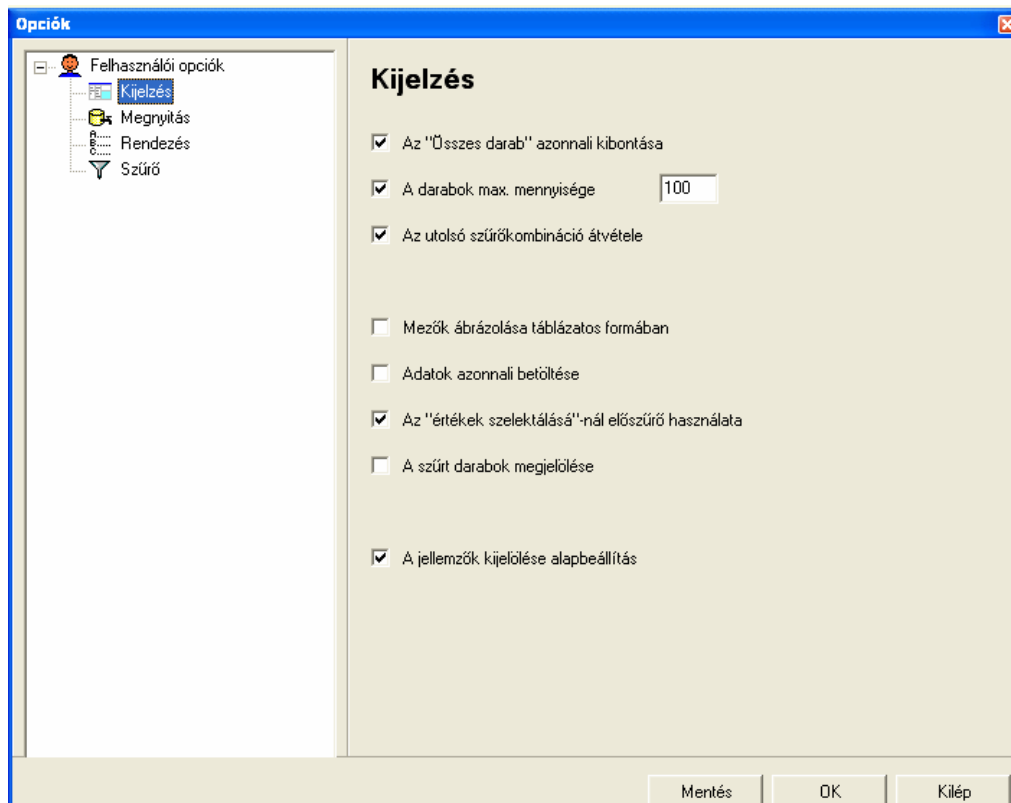 Opciók
Felhasználói opciók
Kijelzés
Megnyitás
Rendezés
Szűrő
Kijelzés
Az "Összes darab" azonnali kibontása
A darabok max. mennyisége 100
Az utolsó szűrőkombináció átvétele
Mezők ábrázolása táblázatos formában
Adatok azonnali betöltése
Az "értékek szelektálásá"-nál előszűrő használata
A szűrt darabok megjelölése
A jellemzők kijelölése alapbeállítás
Mentés OK Kilép